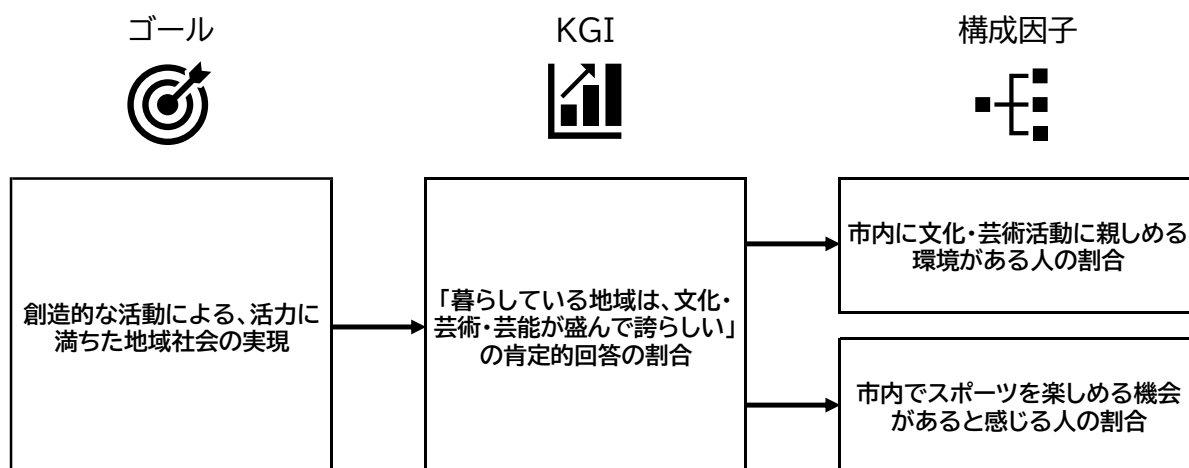 ゴール
KGI
構成因子
創造的な活動による、活力に
満ちた地域社会の実現
「暮らしている地域は、文化・
芸術・芸能が盛んで誇らしい」
の肯定的回答の割合
市内に文化・芸術活動に親しめる
環境がある人の割合
市内でスポーツを楽しめる機会
があると感じる人の割合